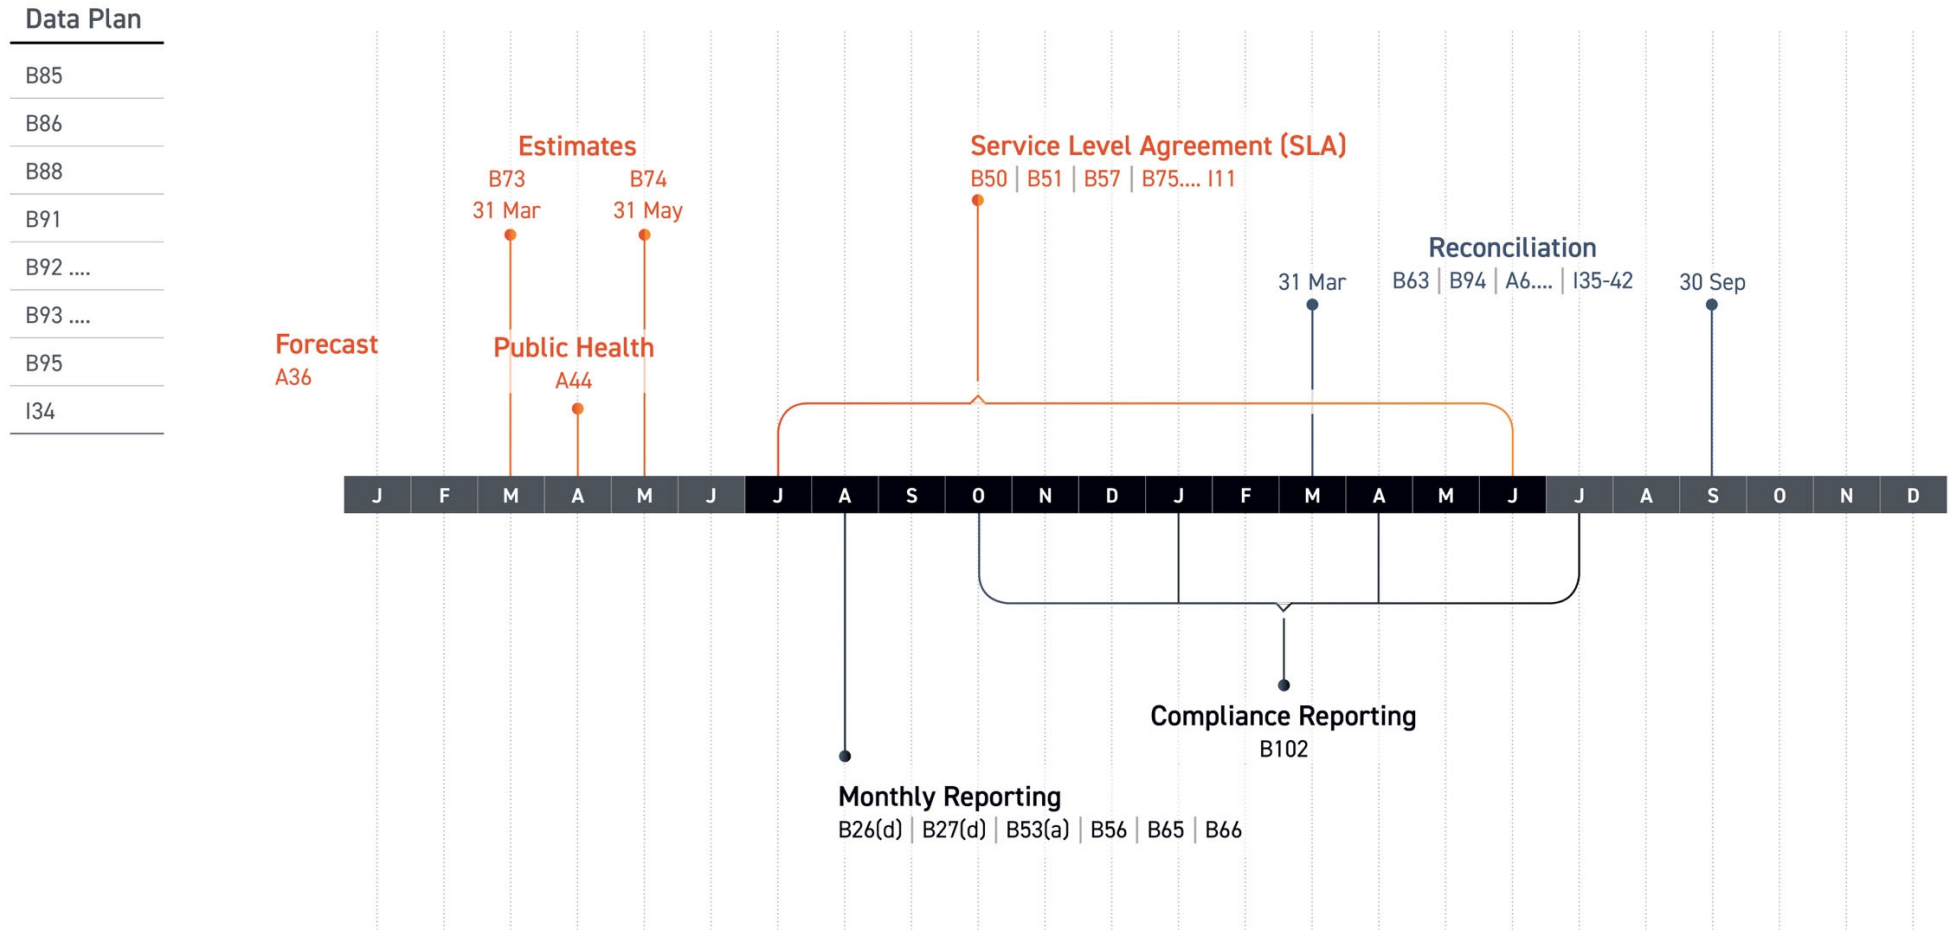 Data Plan
B85
B86
B88
B91
B92 ....
B93 ....
B95
I34
Estimates
B73
31 Mar
B74
31 May
Service Level Agreement (SLA)
B50 | B51 | B57 | B75.... I11
Reconciliation
31 Mar
B63 | B94 | A6.... | I35-42
30 Sep
Forecast
A36
Public Health
A44
J F M A M J J A S O N D J F M A M J J A S O N D
Compliance Reporting
B102
Monthly Reporting
B26(d) | B27(d) | B53(a) | B56 | B65 | B66